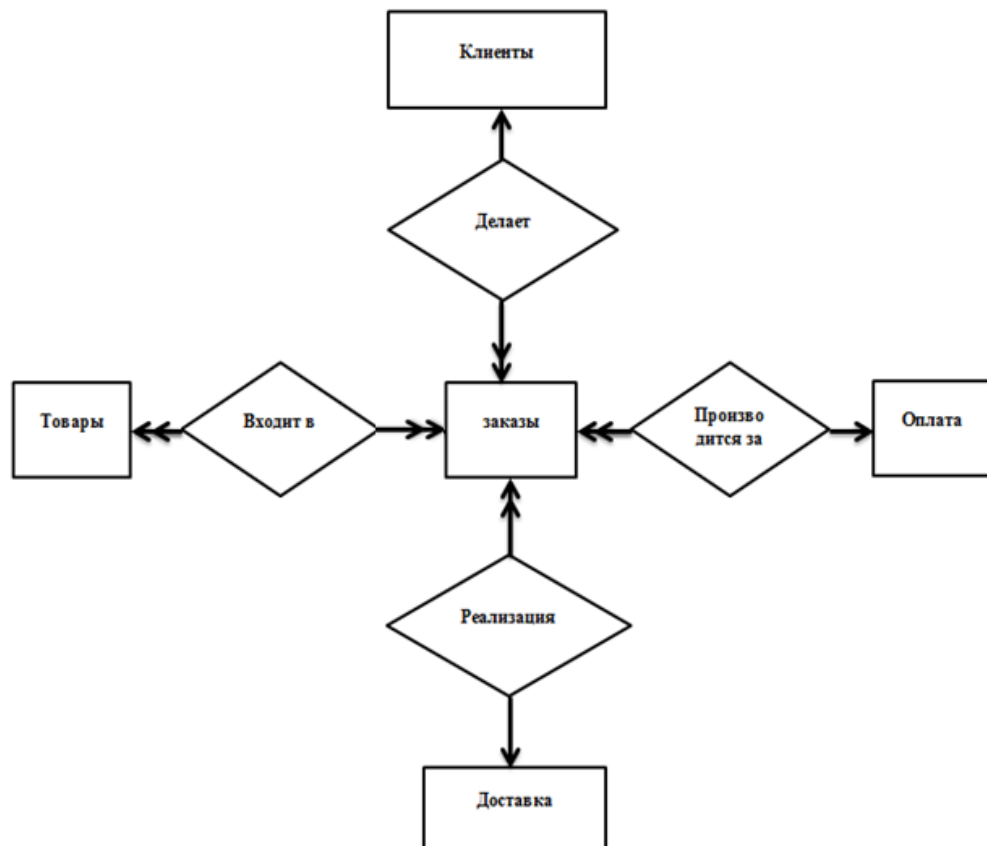 Клиенты
Делает
Товары
Входит в
заказы
Произво
дится за
Оплата
Реализация
Доставка